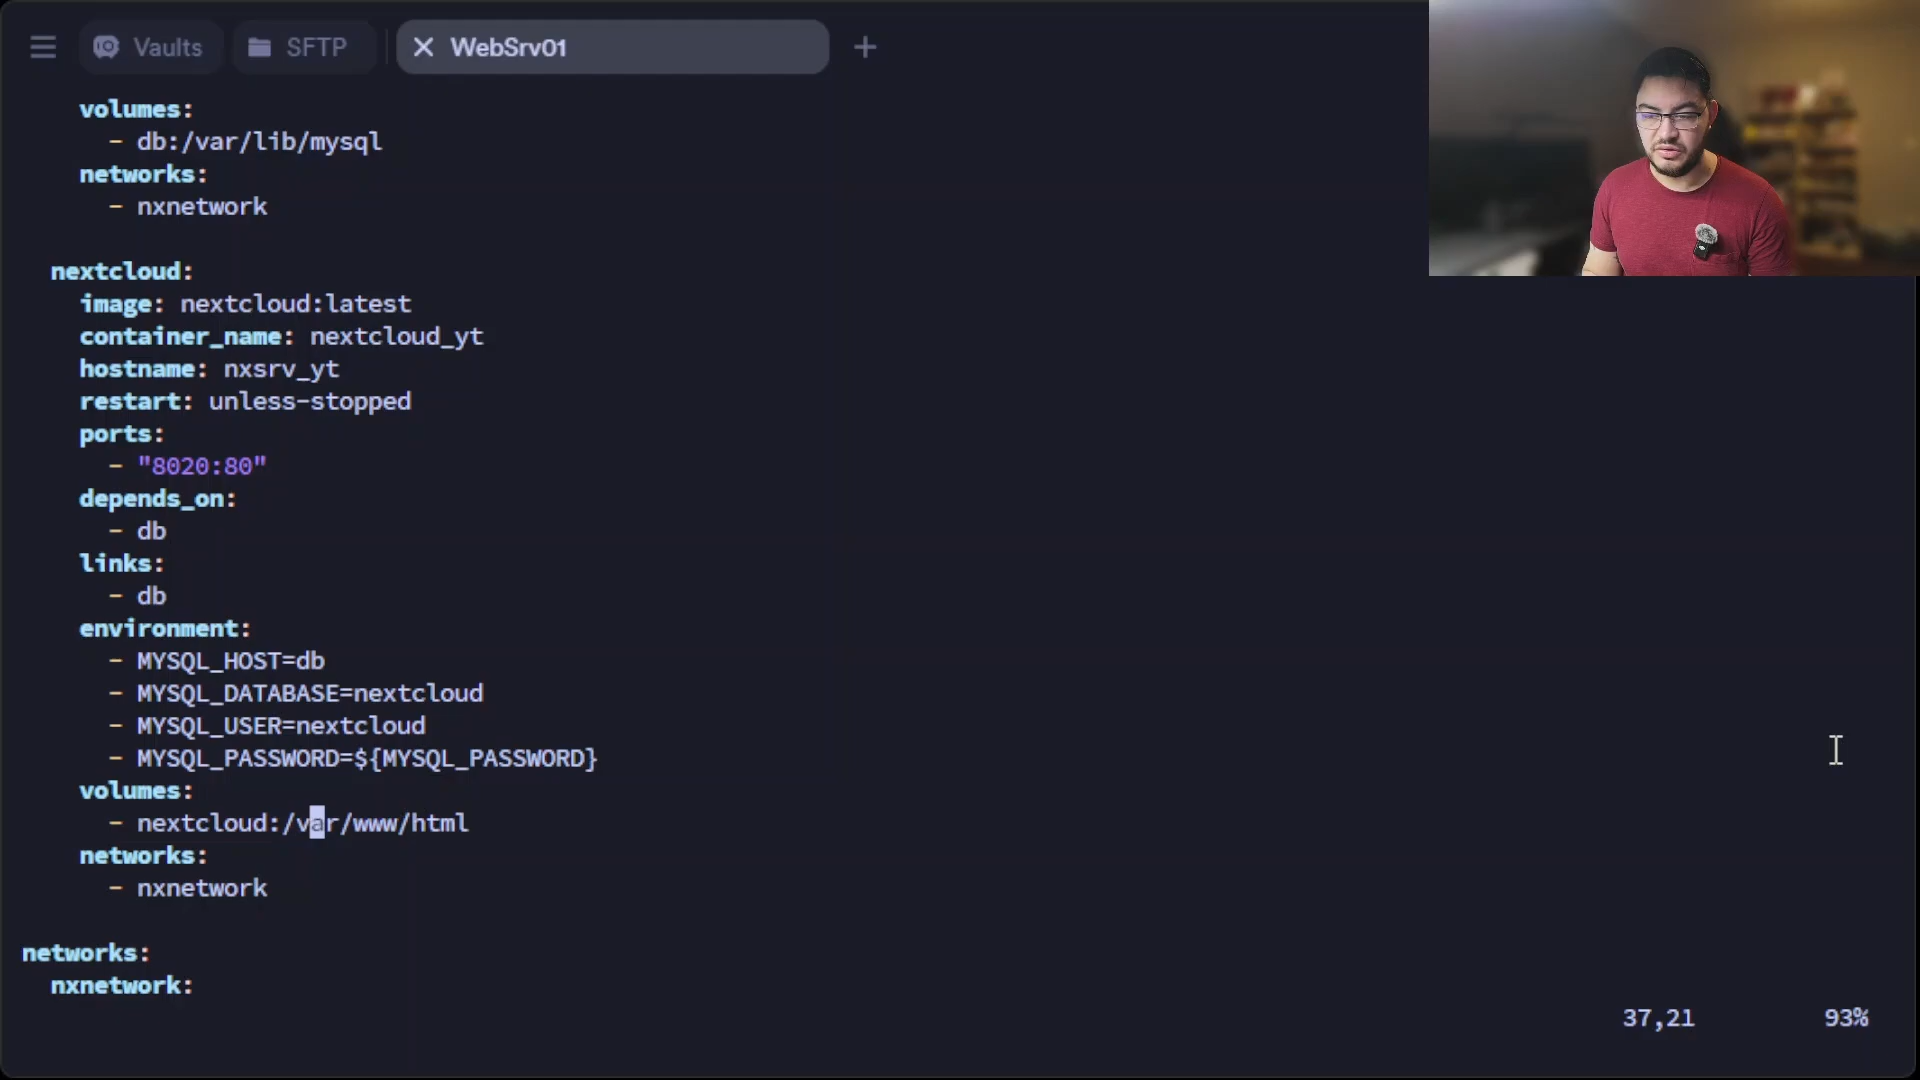 Vaults SFTP WebSrv01
volumes:
- db:/var/lib/mysql
networks:
- nxnetwork
nextcloud:
image: nextcloud:latest
container_name: nextcloud_yt
hostname: nxsrv_yt
restart: unless-stopped
ports:
- "8020:80"
depends_on:
- db
links:
- db
environment:
- MYSQL_HOST=db
- MYSQL_DATABASE=nextcloud
- MYSQL_USER=nextcloud
- MYSQL_PASSWORD=${MYSQL_PASSWORD}
volumes:
- nextcloud:/var/www/html
networks:
- nxnetwork
networks:
nxnetwork:
37,21 93%